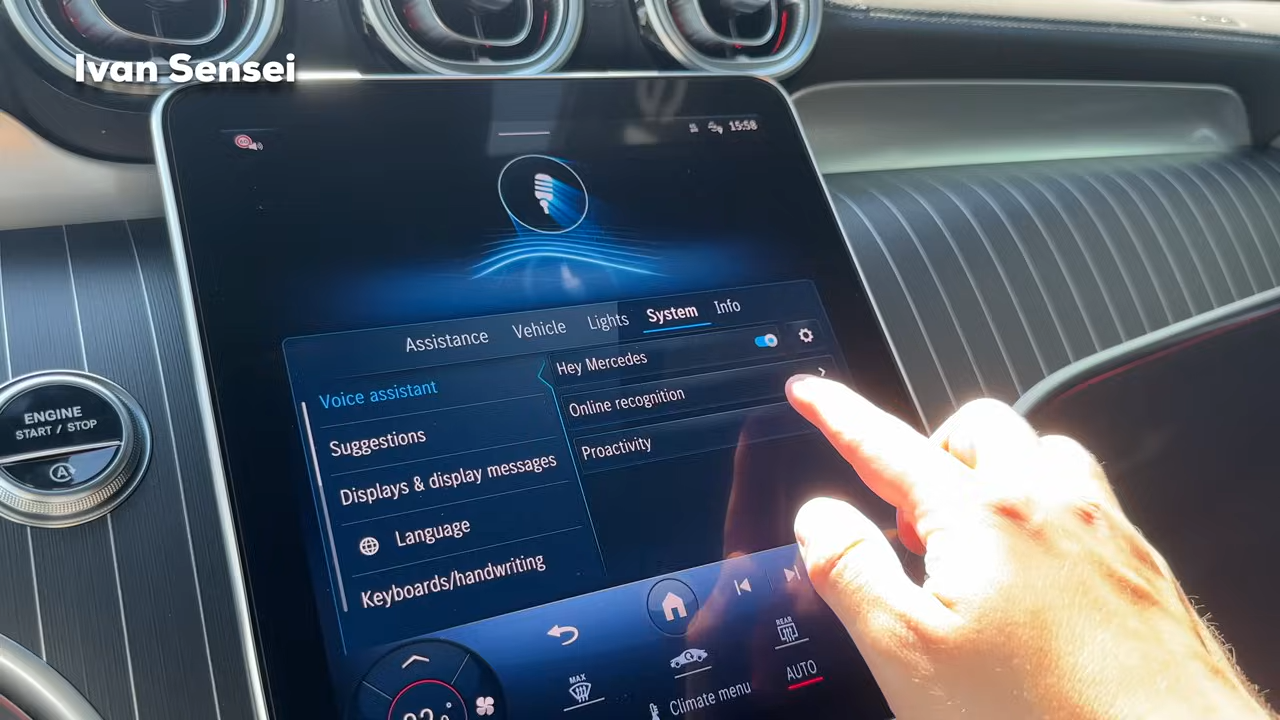 Ivan Sensei
15:58
Assistance Vehicle Lights System Info
Voice assistant
Suggestions
Displays & display messages
Language
Keyboards/handwriting
Hey Mercedes
Online recognition
Proactivity
ENGINE
START / STOP
A
MAX
REAR
AUTO
Climate menu